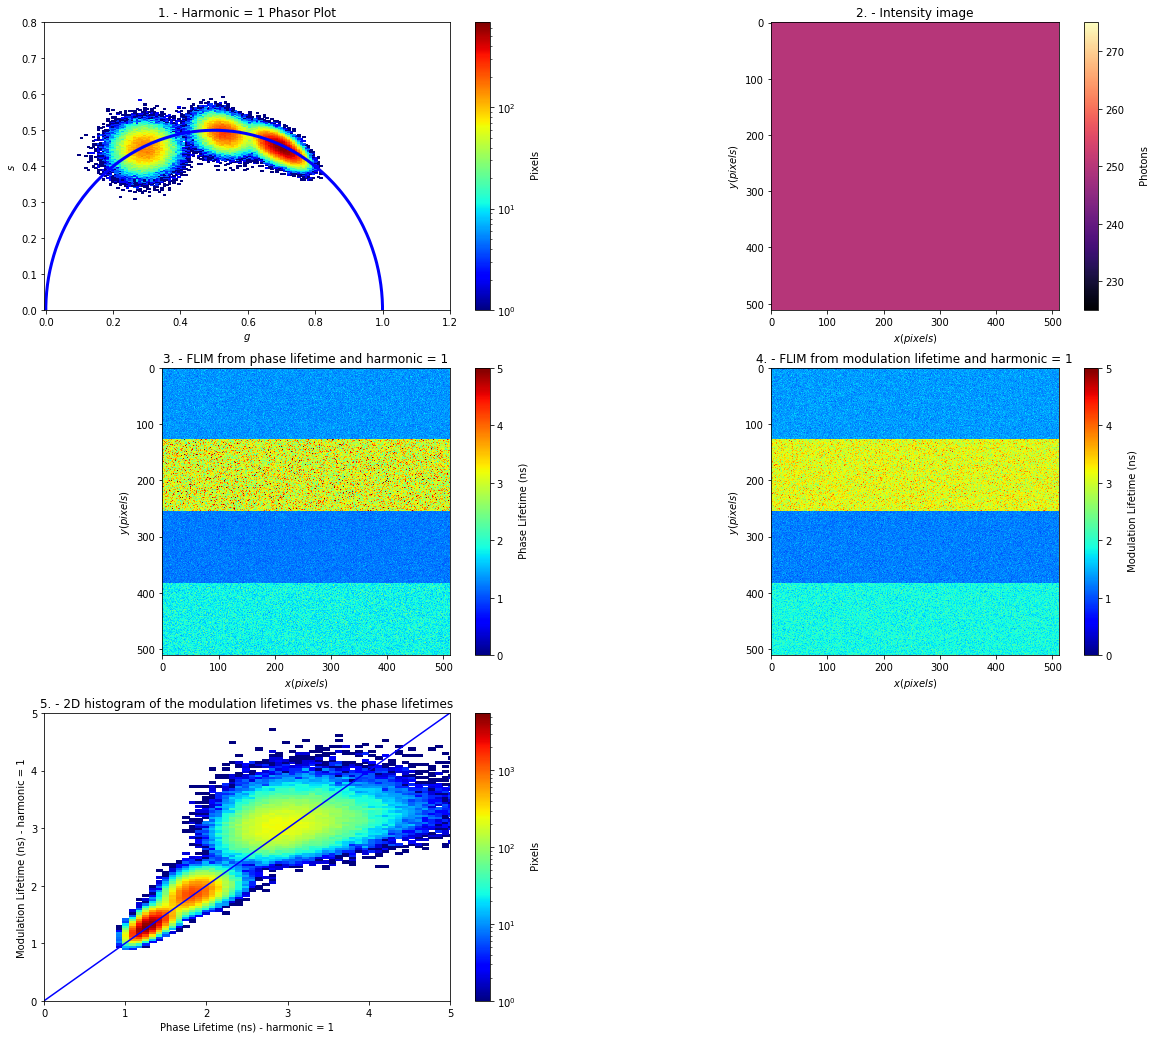 1. - Harmonic = 1 Phasor Plot
0.8
0.7
0.6
0.5
0.4
0.3
0.2
0.1
0.0
s
0.0 0.2 0.4 0.6 0.8 1.0 1.2
g
10²
10¹
10⁰
Pixels
2. - Intensity image
0
100
200
300
400
500
y(pixels)
0 100 200 300 400 500
x(pixels)
270
260
250
240
230
Photons
3. - FLIM from phase lifetime and harmonic = 1
0
100
200
300
400
500
y(pixels)
0 100 200 300 400 500
x(pixels)
5
4
3
2
1
0
Phase Lifetime (ns)
4. - FLIM from modulation lifetime and harmonic = 1
0
100
200
300
400
500
y(pixels)
0 100 200 300 400 500
x(pixels)
5
4
3
2
1
0
Modulation Lifetime (ns)
5. - 2D histogram of the modulation lifetimes vs. the phase lifetimes
5
4
3
2
1
0
Modulation Lifetime (ns) - harmonic = 1
0 1 2 3 4 5
Phase Lifetime (ns) - harmonic = 1
10³
10²
10¹
10⁰
Pixels